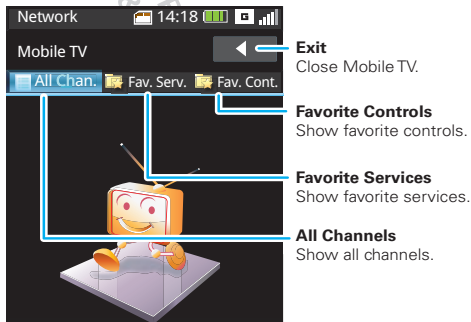 Network 14:18 G
Mobile TV
All Chan. Fav. Serv. Fav. Cont.
Exit
Close Mobile TV.
Favorite Controls
Show favorite controls.
Favorite Services
Show favorite services.
All Channels
Show all channels.